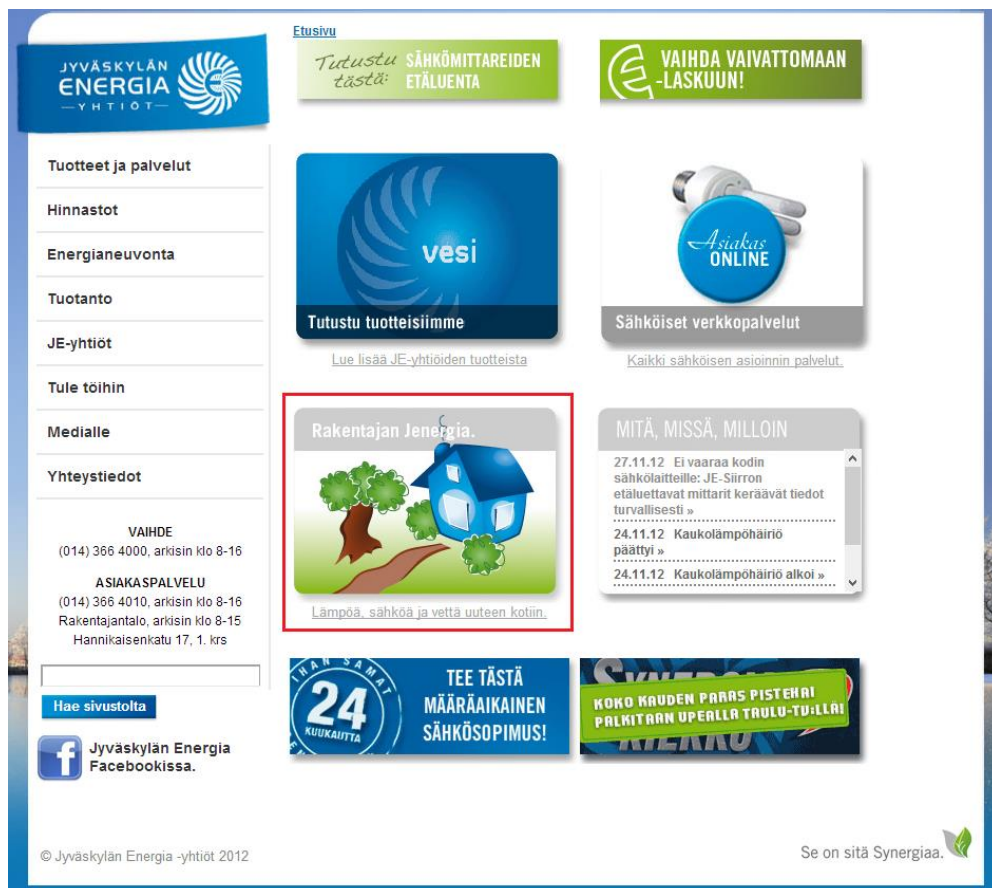 Etusivu
JYVÄSKYLÄN
ENERGIA
—YHTIÖT—
Tutustu
tästä:
SÄHKÖMITTAREIDEN
ETÄLUENTA
VAIHDA VAIVATTOMAAN
-LASKUUN!
Tuotteet ja palvelut
Hinnastot
Energianeuvonta
Tuotanto
JE-yhtiöt
Tule töihin
Medialle
Yhteystiedot
VAIHDE
(014) 366 4000, arkisin klo 8-16
ASIAKASPALVELU
(014) 366 4010, arkisin klo 8-16
Rakentajantalo, arkisin klo 8-15
Hannikaisenkatu 17, 1. krs
Hae sivustolta
Jyväskylän Energia
Facebookissa.
vesi
Tutustu tuotteisiimme
Lue lisää JE-yhtiöiden tuotteista
Asiakas
ONLINE
Sähköiset verkkopalvelut
Kaikki sähköisen asioinnin palvelut.
Rakentajan Jenergia.
Lämpöä, sähköä ja vettä uuteen kotiin.
MITÄ, MISSÄ, MILLOIN
27.11.12 Ei vaaraa kodin
sähkölaitteille: JE-Siirron
etäluettavat mittarit keräävät tiedot
turvallisesti »
24.11.12 Kaukolämpöhäiriö
päättyi »
24.11.12 Kaukolämpöhäiriö alkoi »
24
KUUKAUTTA
TEE TÄSTÄ
MÄÄRÄAIKAINEN
SÄHKÖSOPIMUS!
KOKO KAUDEN PARAS PISTEHAI
PALKITAAN UPEALLA TAULU-TV:LLÄ!
KIEKKO
© Jyväskylän Energia -yhtiöt 2012
Se on sitä Synergiaa.